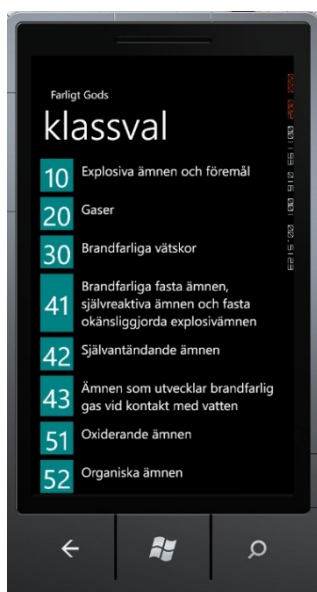 Farligt Gods
klassval
10 Explosiva ämnen och föremål
20 Gaser
30 Brandfarliga vätskor
41 Brandfarliga fasta ämnen,
självreaktiva ämnen och fasta
okänsliggjorda explosivämnen
42 Självantändande ämnen
43 Ämnen som utvecklar brandfarlig
gas vid kontakt med vatten
51 Oxiderande ämnen
52 Organiska ämnen